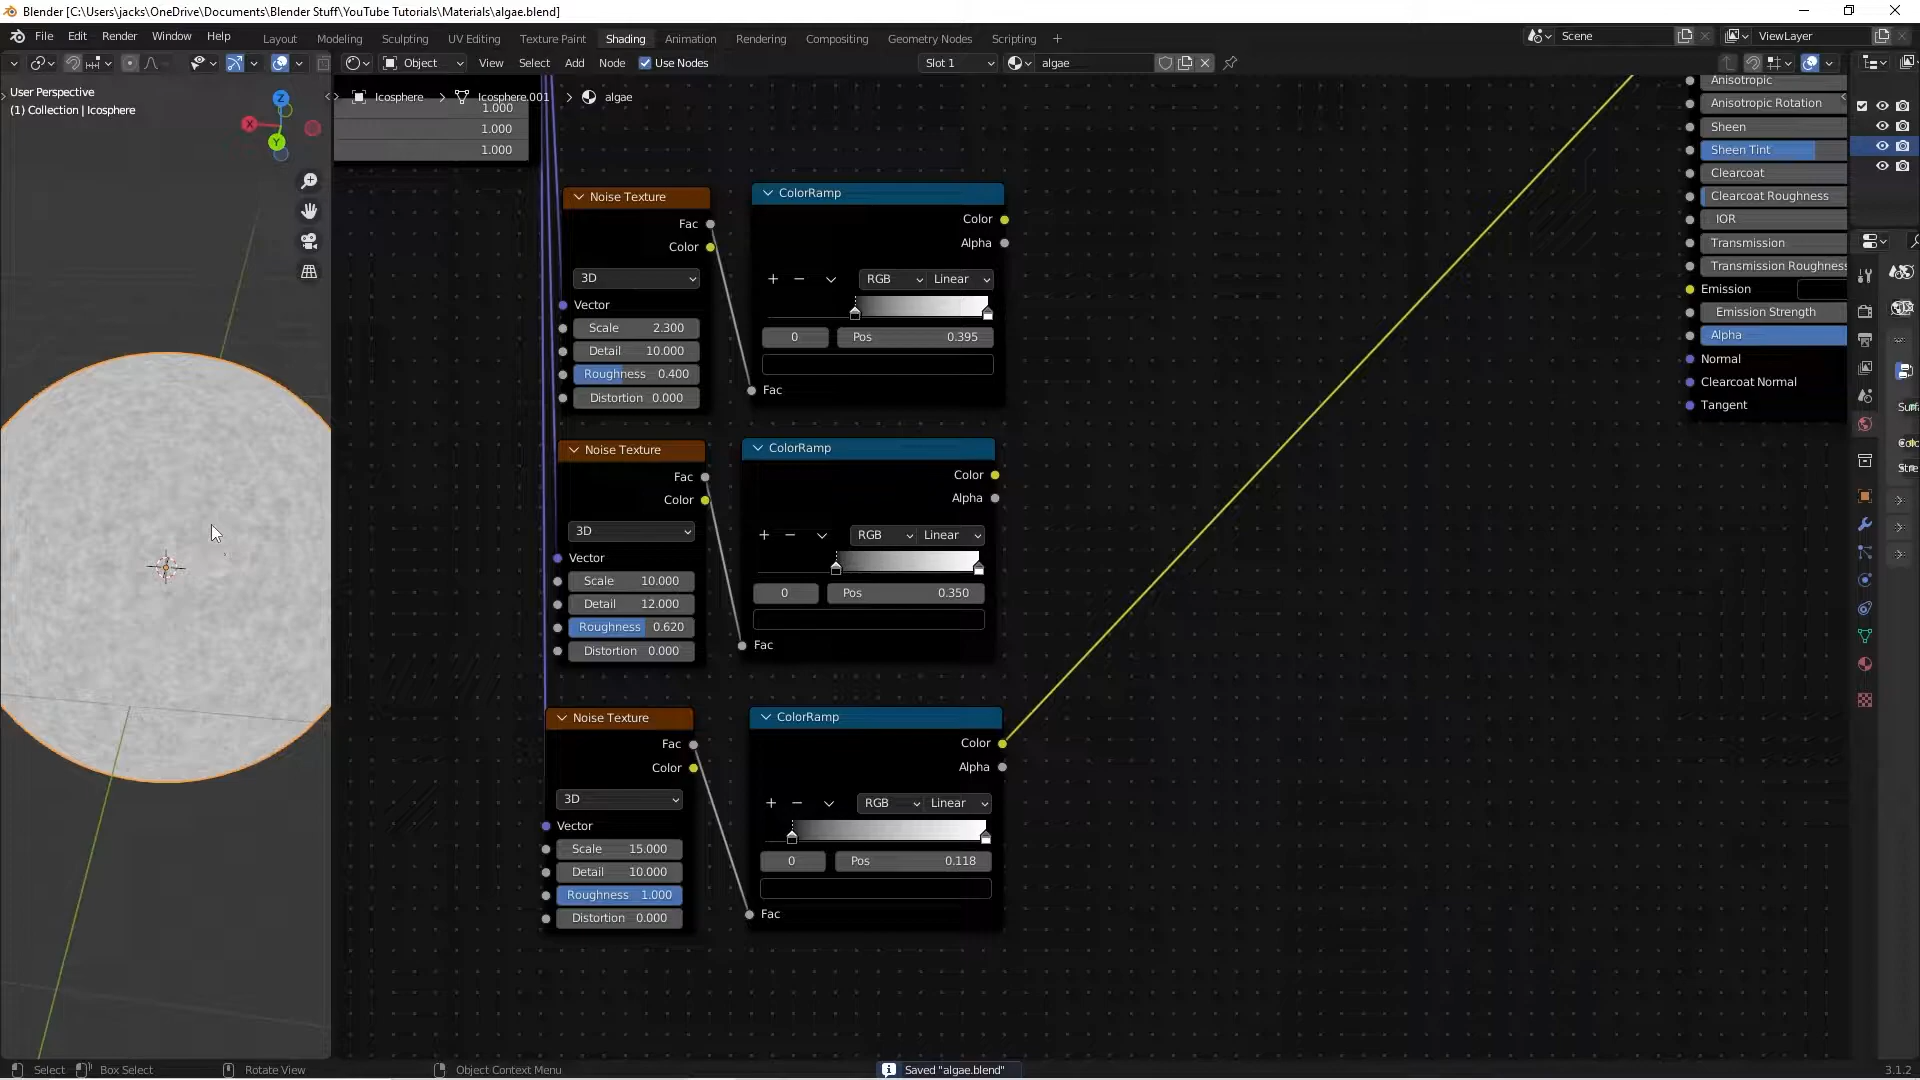 Blender [C:\Users\jacks\OneDrive\Documents\Blender Stuff\YouTube Tutorials\Materials\algae.blend]
File Edit Render Window Help Layout Modeling Sculpting UV Editing Texture Paint Shading Animation Rendering Compositing Geometry Nodes Scripting + Scene ViewLayer
Object View Select Add Node Use Nodes Slot 1 algae
User Perspective
(1) Collection | Icosphere
Icosphere > Icosphere.001 > algae
1.000
1.000
1.000
Noise Texture
Fac
Color
3D
Vector
Scale 2.300
Detail 10.000
Roughness 0.400
Distortion 0.000
ColorRamp
Color
Alpha
RGB Linear
0 Pos 0.395
Fac
Noise Texture
Fac
Color
3D
Vector
Scale 10.000
Detail 12.000
Roughness 0.620
Distortion 0.000
ColorRamp
Color
Alpha
RGB Linear
0 Pos 0.350
Fac
Noise Texture
Fac
Color
3D
Vector
Scale 15.000
Detail 10.000
Roughness 1.000
Distortion 0.000
ColorRamp
Color
Alpha
RGB Linear
0 Pos 0.118
Fac
Anisotropic
Anisotropic Rotation
Sheen
Sheen Tint
Clearcoat
Clearcoat Roughness
IOR
Transmission
Transmission Roughness
Emission
Emission Strength
Alpha
Normal
Clearcoat Normal
Tangent
X
Y
Z
Select Box Select Rotate View Object Context Menu Saved "algae.blend" 3.1.2